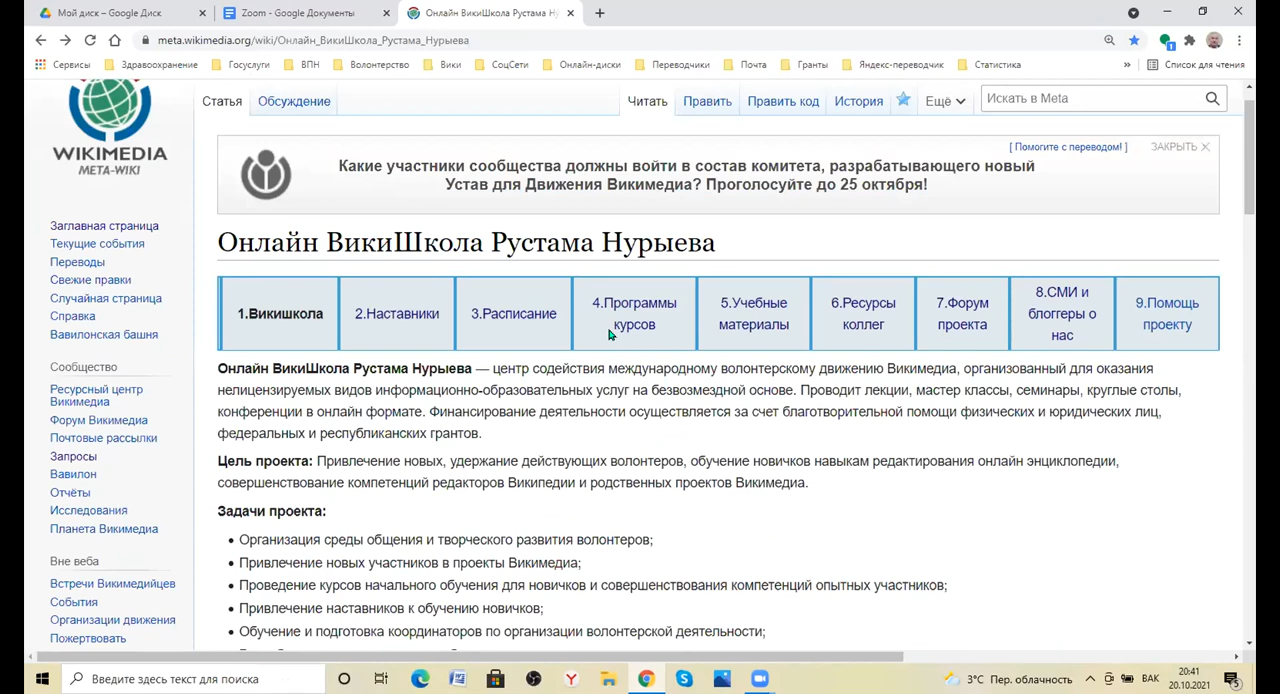 Мой диск – Google Диск
Zoom - Google Документы
Онлайн ВикиШкола Рустама Ну
meta.wikimedia.org/wiki/Онлайн_ВикиШкола_Рустама_Нурыева
1
Сервисы
Здравоохранение
Госуслуги
ВПН
Волонтерство
Вики
СоцСети
Онлайн-диски
Переводчики
Почта
Гранты
Яндекс-переводчик
Статистика
»
Список для чтения
WIKIMEDIA
META-WIKI
Статья
Обсуждение
Читать
Править
Править код
История
Ещё
Искать в Meta
[ Помогите с переводом! ]
ЗАКРЫТЬ
Какие участники сообщества должны войти в состав комитета, разрабатывающего новый
Устав для Движения Викимедиа? Проголосуйте до 25 октября!
Заглавная страница
Текущие события
Переводы
Свежие правки
Случайная страница
Справка
Вавилонская башня
Сообщество
Ресурсный центр
Викимедиа
Форум Викимедиа
Почтовые рассылки
Запросы
Вавилон
Отчёты
Исследования
Планета Викимедиа
Вне веба
Встречи Викимедийцев
События
Организации движения
Пожертвовать
Онлайн ВикиШкола Рустама Нурыева
1.Викишкола
2.Наставники
3.Расписание
4.Программы
курсов
5.Учебные
материалы
6.Ресурсы
коллег
7.Форум
проекта
8.СМИ и
блоггеры о
нас
9.Помощь
проекту
Онлайн ВикиШкола Рустама Нурыева — центр содействия международному волонтерскому движению Викимедиа, организованный для оказания
нелицензируемых видов информационно-образовательных услуг на безвозмездной основе. Проводит лекции, мастер классы, семинары, круглые столы,
конференции в онлайн формате. Финансирование деятельности осуществляется за счет благотворительной помощи физических и юридических лиц,
федеральных и республиканских грантов.
Цель проекта: Привлечение новых, удержание действующих волонтеров, обучение новичков навыкам редактирования онлайн энциклопедии,
совершенствование компетенций редакторов Википедии и родственных проектов Викимедиа.
Задачи проекта:
• Организация среды общения и творческого развития волонтеров;
• Привлечение новых участников в проекты Викимедиа;
• Проведение курсов начального обучения для новичков и совершенствования компетенций опытных участников;
• Привлечение наставников к обучению новичков;
• Обучение и подготовка координаторов по организации волонтерской деятельности;
Введите здесь текст для поиска
3°C Пер. облачность
ВАК
20:41
20.10.2021
5